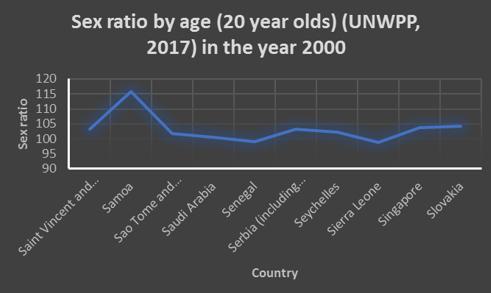 Sex ratio by age (20 year olds) (UNWPP,
2017) in the year 2000
120
115
110
105
100
95
90
Sex ratio
Saint Vincent and...
Samoa
Sao Tome and...
Saudi Arabia
Senegal
Serbia (including...
Seychelles
Sierra Leone
Singapore
Slovakia
Country